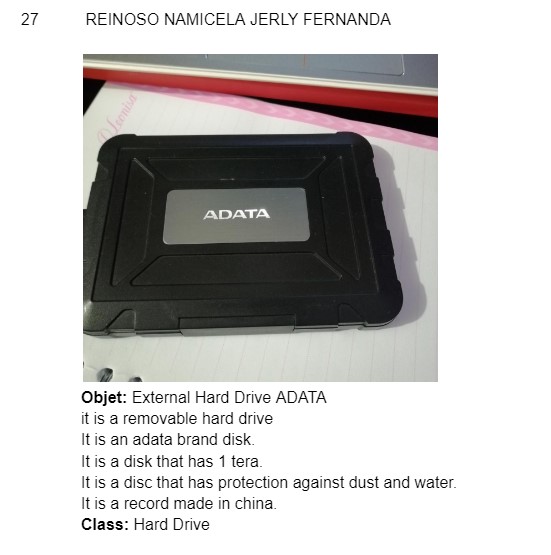 27 REINOSO NAMICELA JERLY FERNANDA
D'Leonisa
ADATA
Objet: External Hard Drive ADATA
it is a removable hard drive
It is an adata brand disk.
It is a disk that has 1 tera.
It is a disc that has protection against dust and water.
It is a record made in china.
Class: Hard Drive